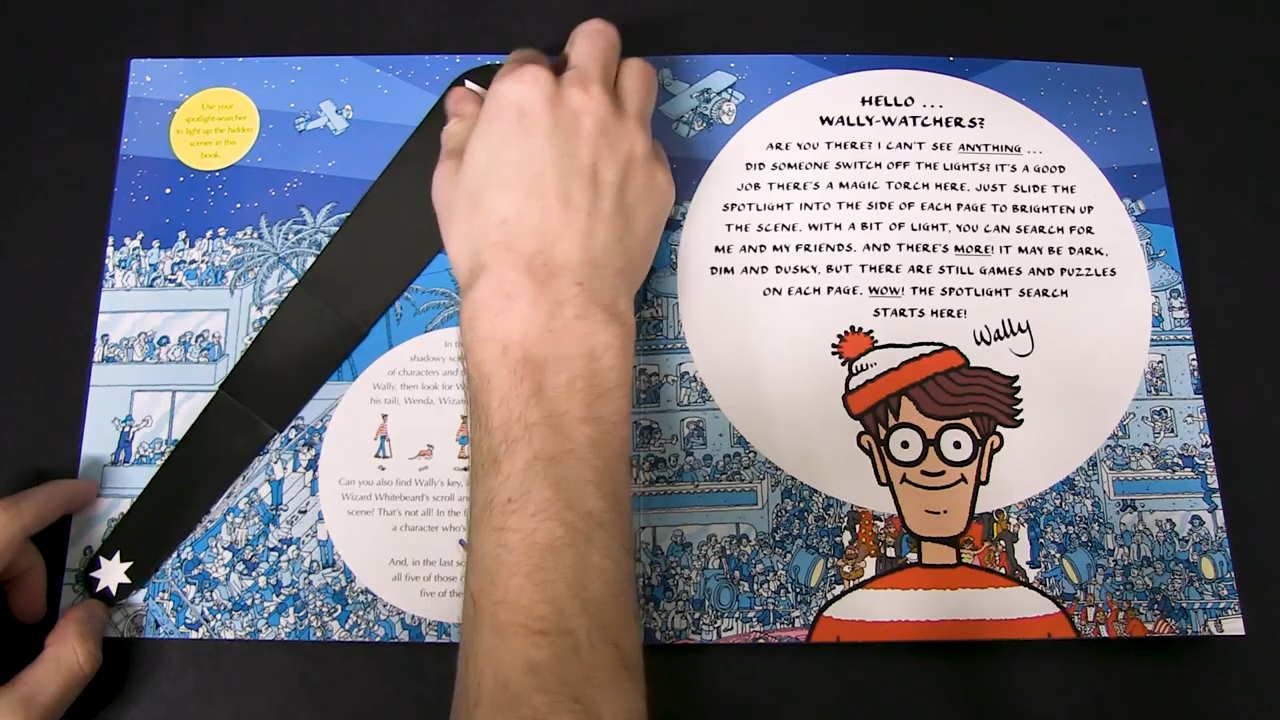 Use your
spotlight-searcher
to light up the hidden
scenes in this
book.
In th
shadowy sc
of characters and
Wally, then look for W
his tail), Wenda, Wizar
Can you also find Wally's key,
Wizard Whitebeard's scroll an
scene! That's not all! In the f
a character who's
And, in the last sc
all five of those c
five of the
HELLO ...
WALLY-WATCHERS?
ARE YOU THERE? I CAN'T SEE ANYTHING ...
DID SOMEONE SWITCH OFF THE LIGHTS? IT'S A GOOD
JOB THERE'S A MAGIC TORCH HERE. JUST SLIDE THE
SPOTLIGHT INTO THE SIDE OF EACH PAGE TO BRIGHTEN UP
THE SCENE. WITH A BIT OF LIGHT, YOU CAN SEARCH FOR
ME AND MY FRIENDS. AND THERE'S MORE! IT MAY BE DARK,
DIM AND DUSKY, BUT THERE ARE STILL GAMES AND PUZZLES
ON EACH PAGE. WOW! THE SPOTLIGHT SEARCH
STARTS HERE!
Wally